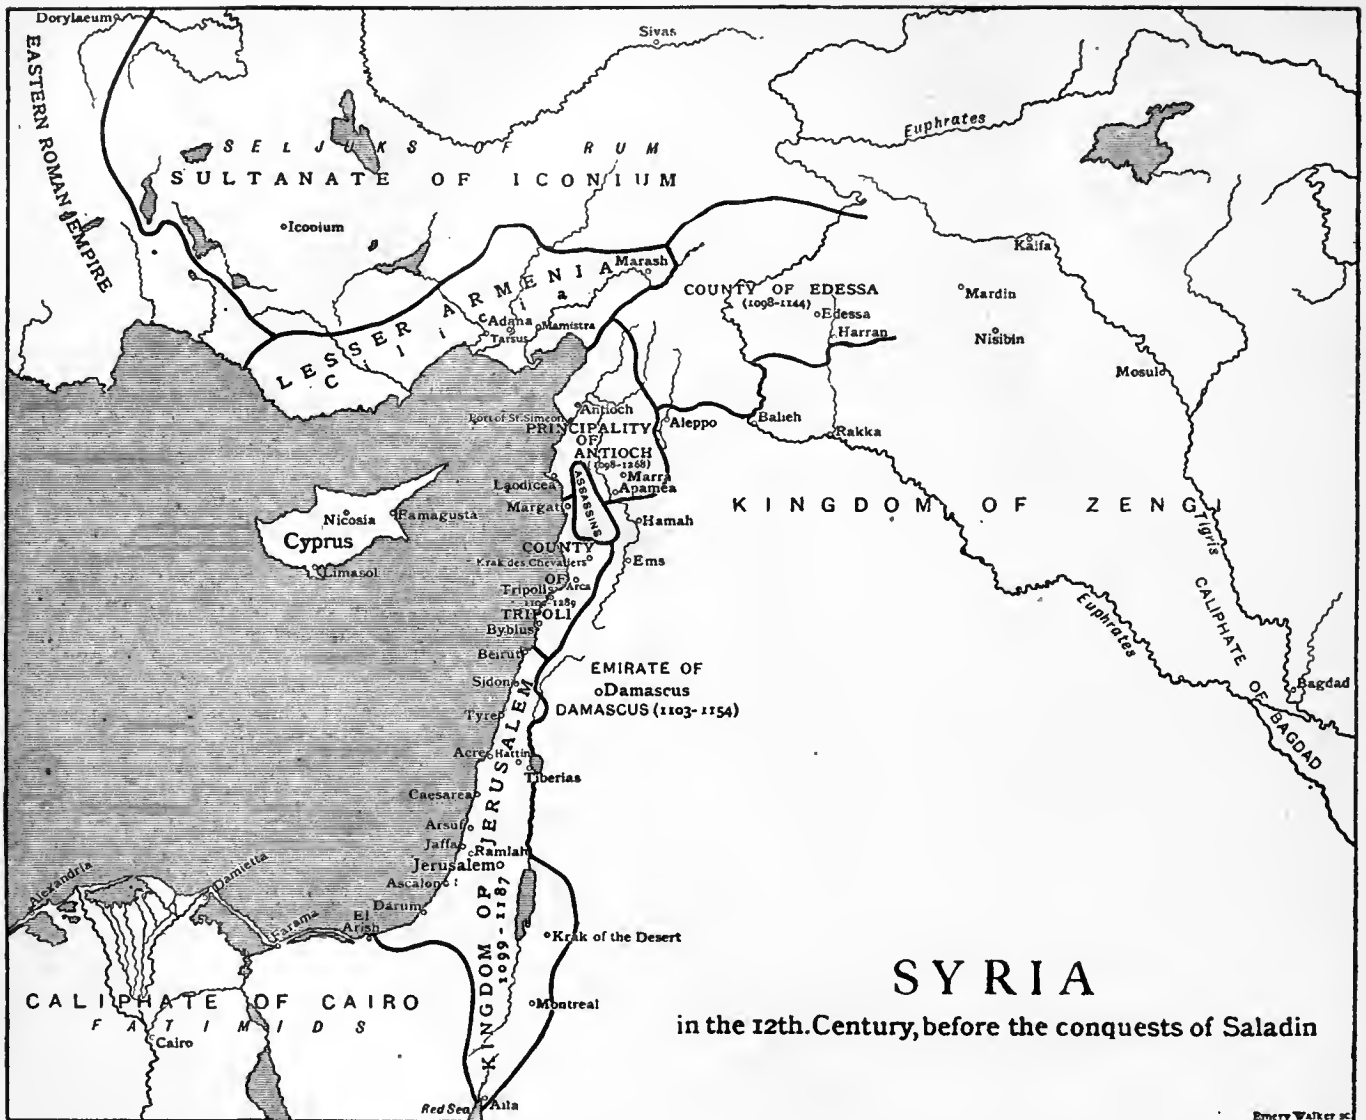 Dorylaeum
Sivas
EASTERN ROMAN EMPIRE
Euphrates
SELJUKS OF RUM
SULTANATE OF ICONIUM
Iconium
Kaifa
Marash
LESSER ARMENIA
Cilicia
COUNTY OF EDESSA
(1098-1144)
Mardin
Edessa
Adana
Mamistra
Tarsus
Harran
Nisibin
Mosul
Antioch
Port of St. Simeon
Aleppo
Balieh
Rakka
PRINCIPALITY
OF
ANTIOCH
(1098-1268)
Marra
Apamea
Laodicea
ASSASSINS
Margat
KINGDOM OF ZENGI
Hamah
Nicosia
Famagusta
Cyprus
Limasol
Tigris
COUNTY
Krak des Chevaliers
Ems
OF
Arca
Tripolis
TRIPOLI
Byblus
CALIPHATE OF BAGDAD
Euphrates
Beirut
EMIRATE OF
Damascus
DAMASCUS (1103-1154)
Sidon
Bagdad
Tyre
Acre
Hattin
Tiberias
Caesarea
Arsuf
Jaffa
Ramlah
Jerusalem
Ascalon
Darum
KINGDOM OF JERUSALEM
1099-1187
Alexandria
Damietta
Farama
El
Arish
Krak of the Desert
Montreal
CALIPHATE OF CAIRO
FATIMIDS
Cairo
Red Sea
Aila
SYRIA
in the 12th. Century, before the conquests of Saladin
Emery Walker sc.